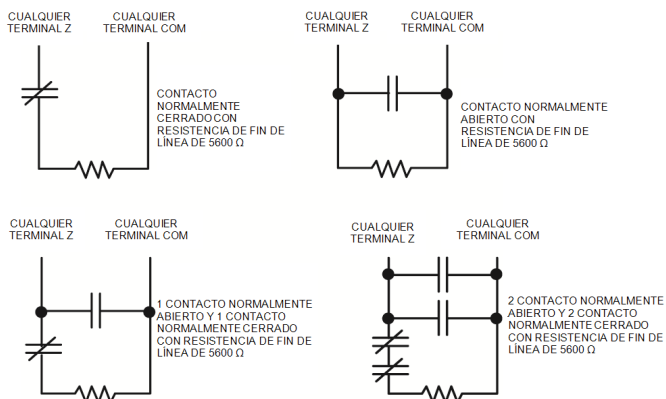 CUALQUIER
TERMINAL Z
CUALQUIER
TERMINAL COM
CONTACTO
NORMALMENTE
CERRADO CON
RESISTENCIA DE FIN DE
LÍNEA DE 5600 Ω
CUALQUIER
TERMINAL Z
CUALQUIER
TERMINAL COM
CONTACTO NORMALMENTE
ABIERTO CON
RESISTENCIA DE FIN DE
LÍNEA DE 5600 Ω
CUALQUIER
TERMINAL Z
CUALQUIER
TERMINAL COM
1 CONTACTO NORMALMENTE
ABIERTO Y 1 CONTACTO
NORMALMENTE CERRADO
CON RESISTENCIA DE FIN DE
LÍNEA DE 5600 Ω
CUALQUIER
TERMINAL Z
CUALQUIER
TERMINAL COM
2 CONTACTO NORMALMENTE
ABIERTO Y 2 CONTACTO
NORMALMENTE CERRADO
CON RESISTENCIA DE FIN DE
LÍNEA DE 5600 Ω